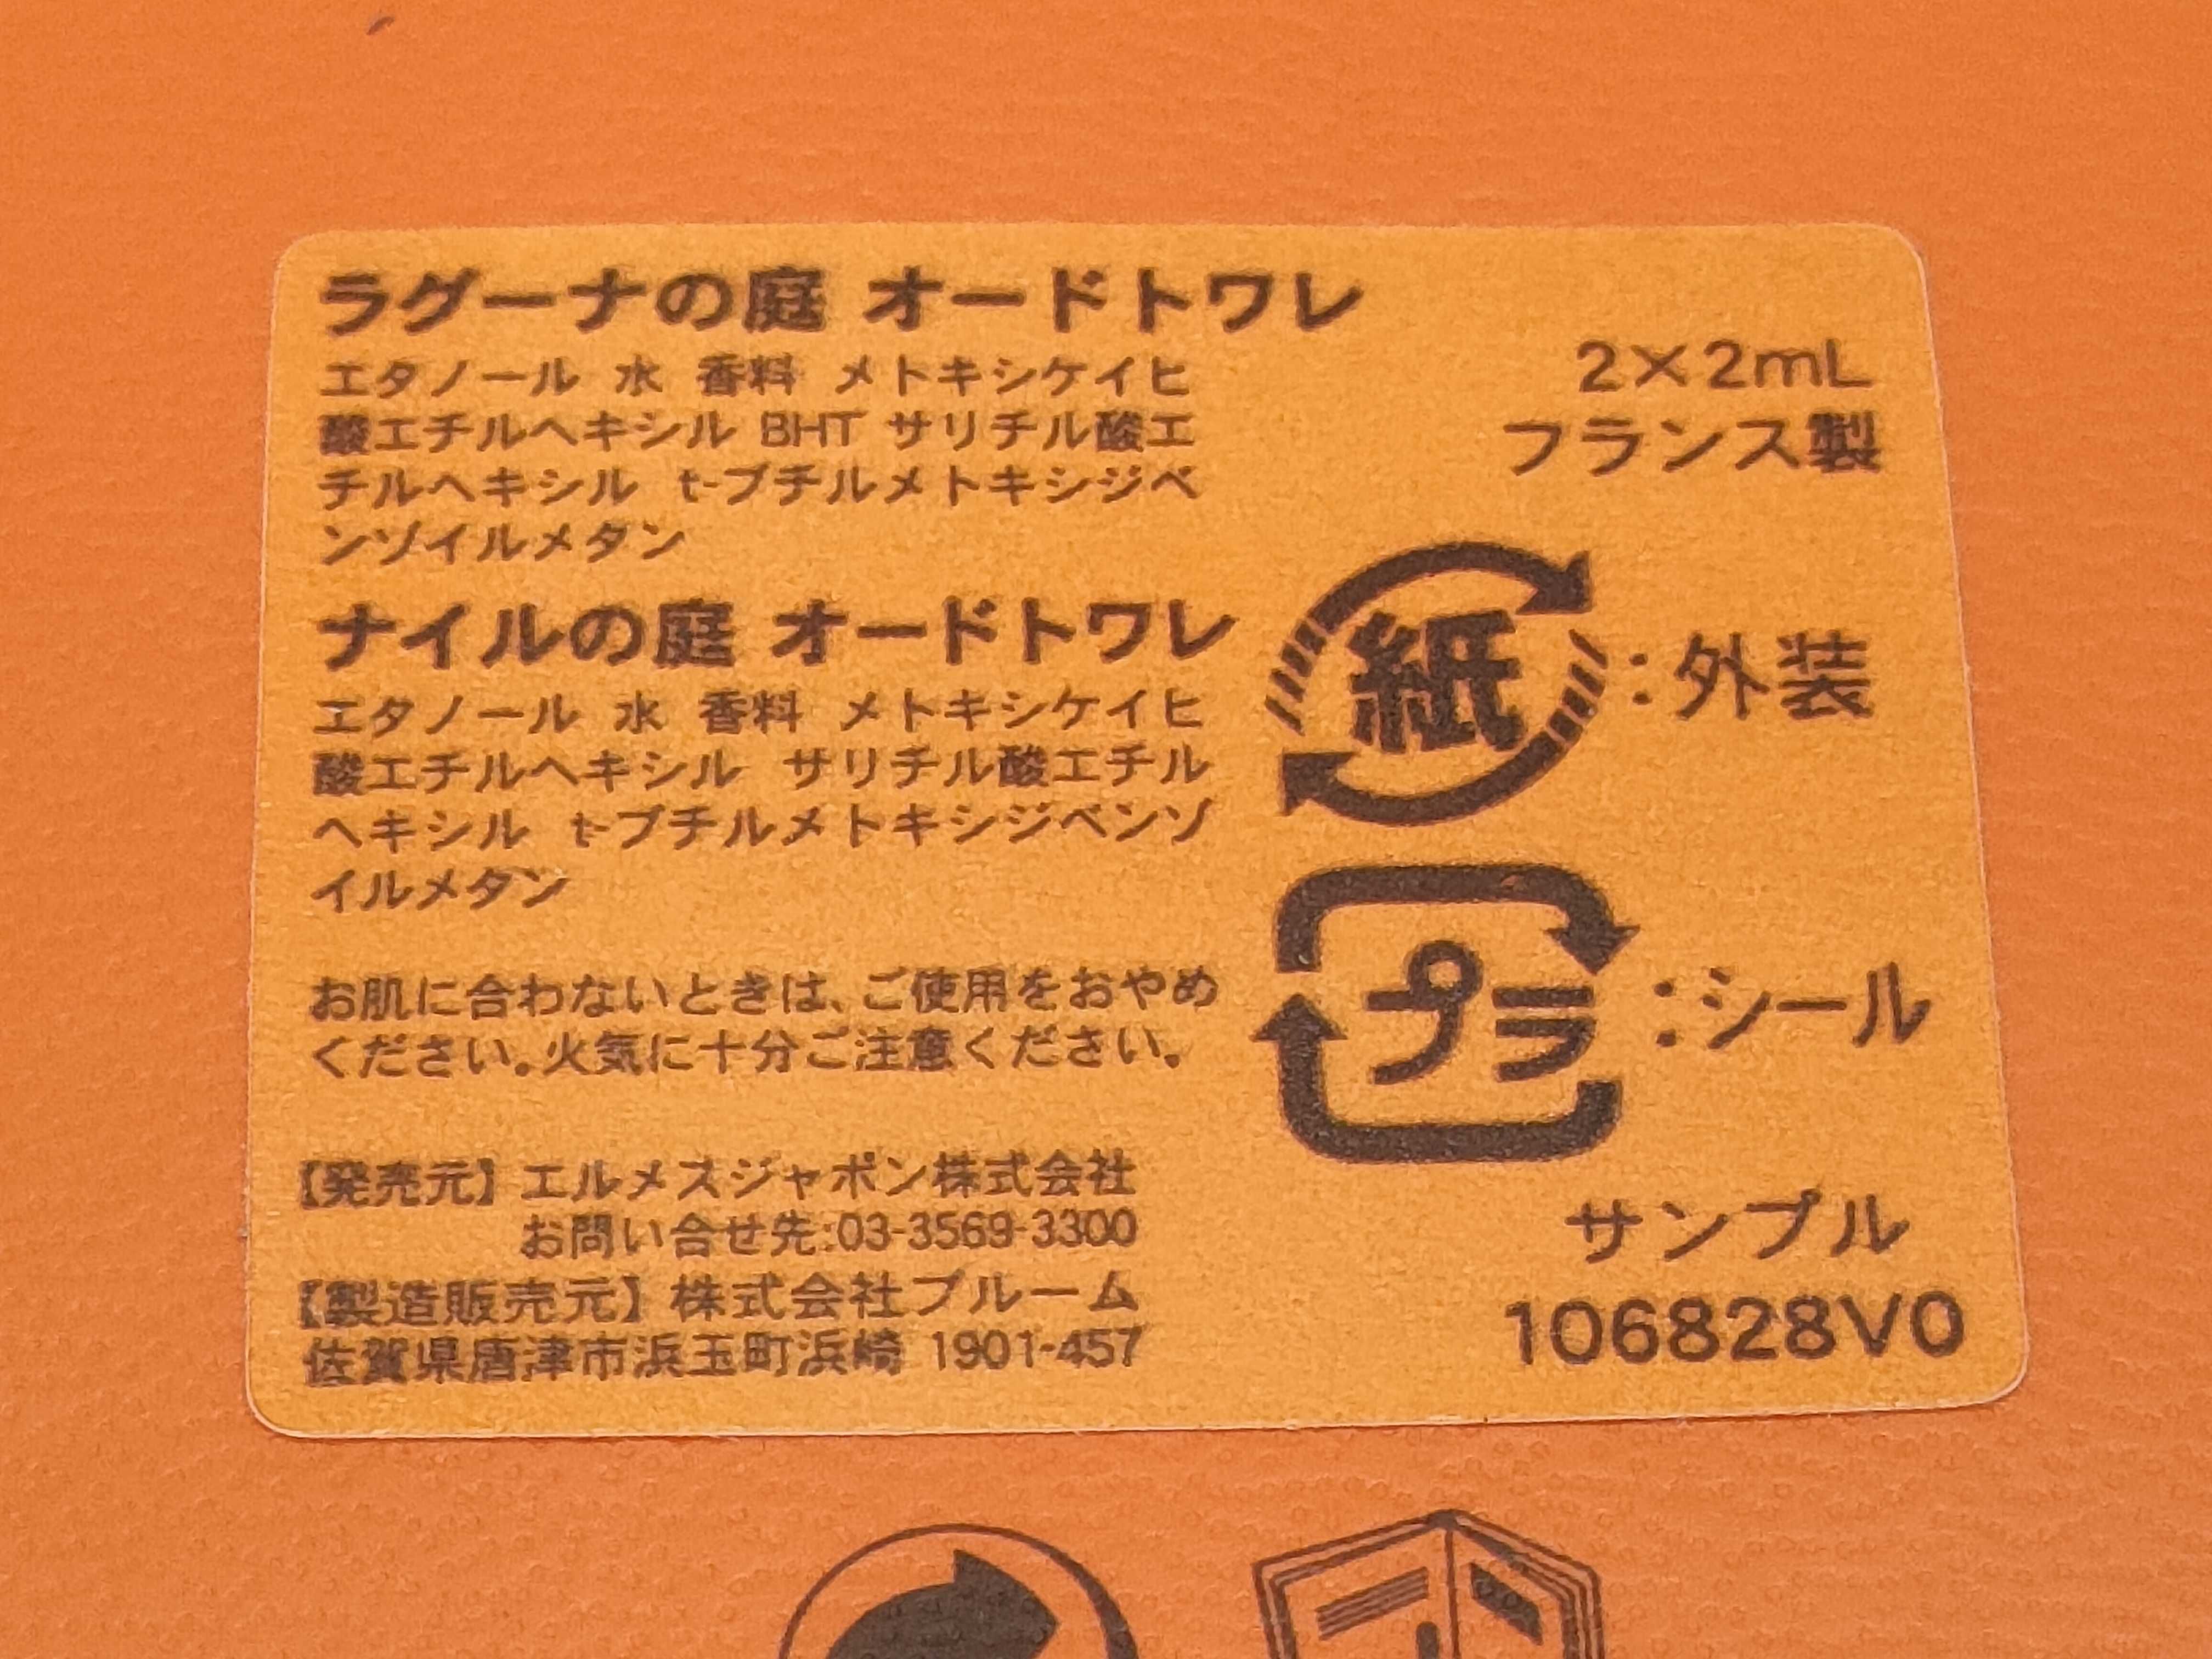 ラグーナの庭 オードトワレ
エタノール 水 香料 メトキシケイヒ
酸エチルヘキシル BHT サリチル酸エ
チルヘキシル t-ブチルメトキシジベ
ンゾイルメタン
ナイルの庭 オードトワレ
エタノール 水 香料 メトキシケイヒ
酸エチルヘキシル サリチル酸エチル
ヘキシル t-ブチルメトキシジベンゾ
イルメタン
お肌に合わないときは、ご使用をおやめ
ください。火気に十分ご注意ください。
【発売元】エルメスジャポン株式会社
お問い合せ先:03-3569-3300
【製造販売元】株式会社ブルーム
佐賀県唐津市浜玉町浜崎 1901-457
2×2mL
フランス製
紙:外装
プラ:シール
サンプル
106828V0